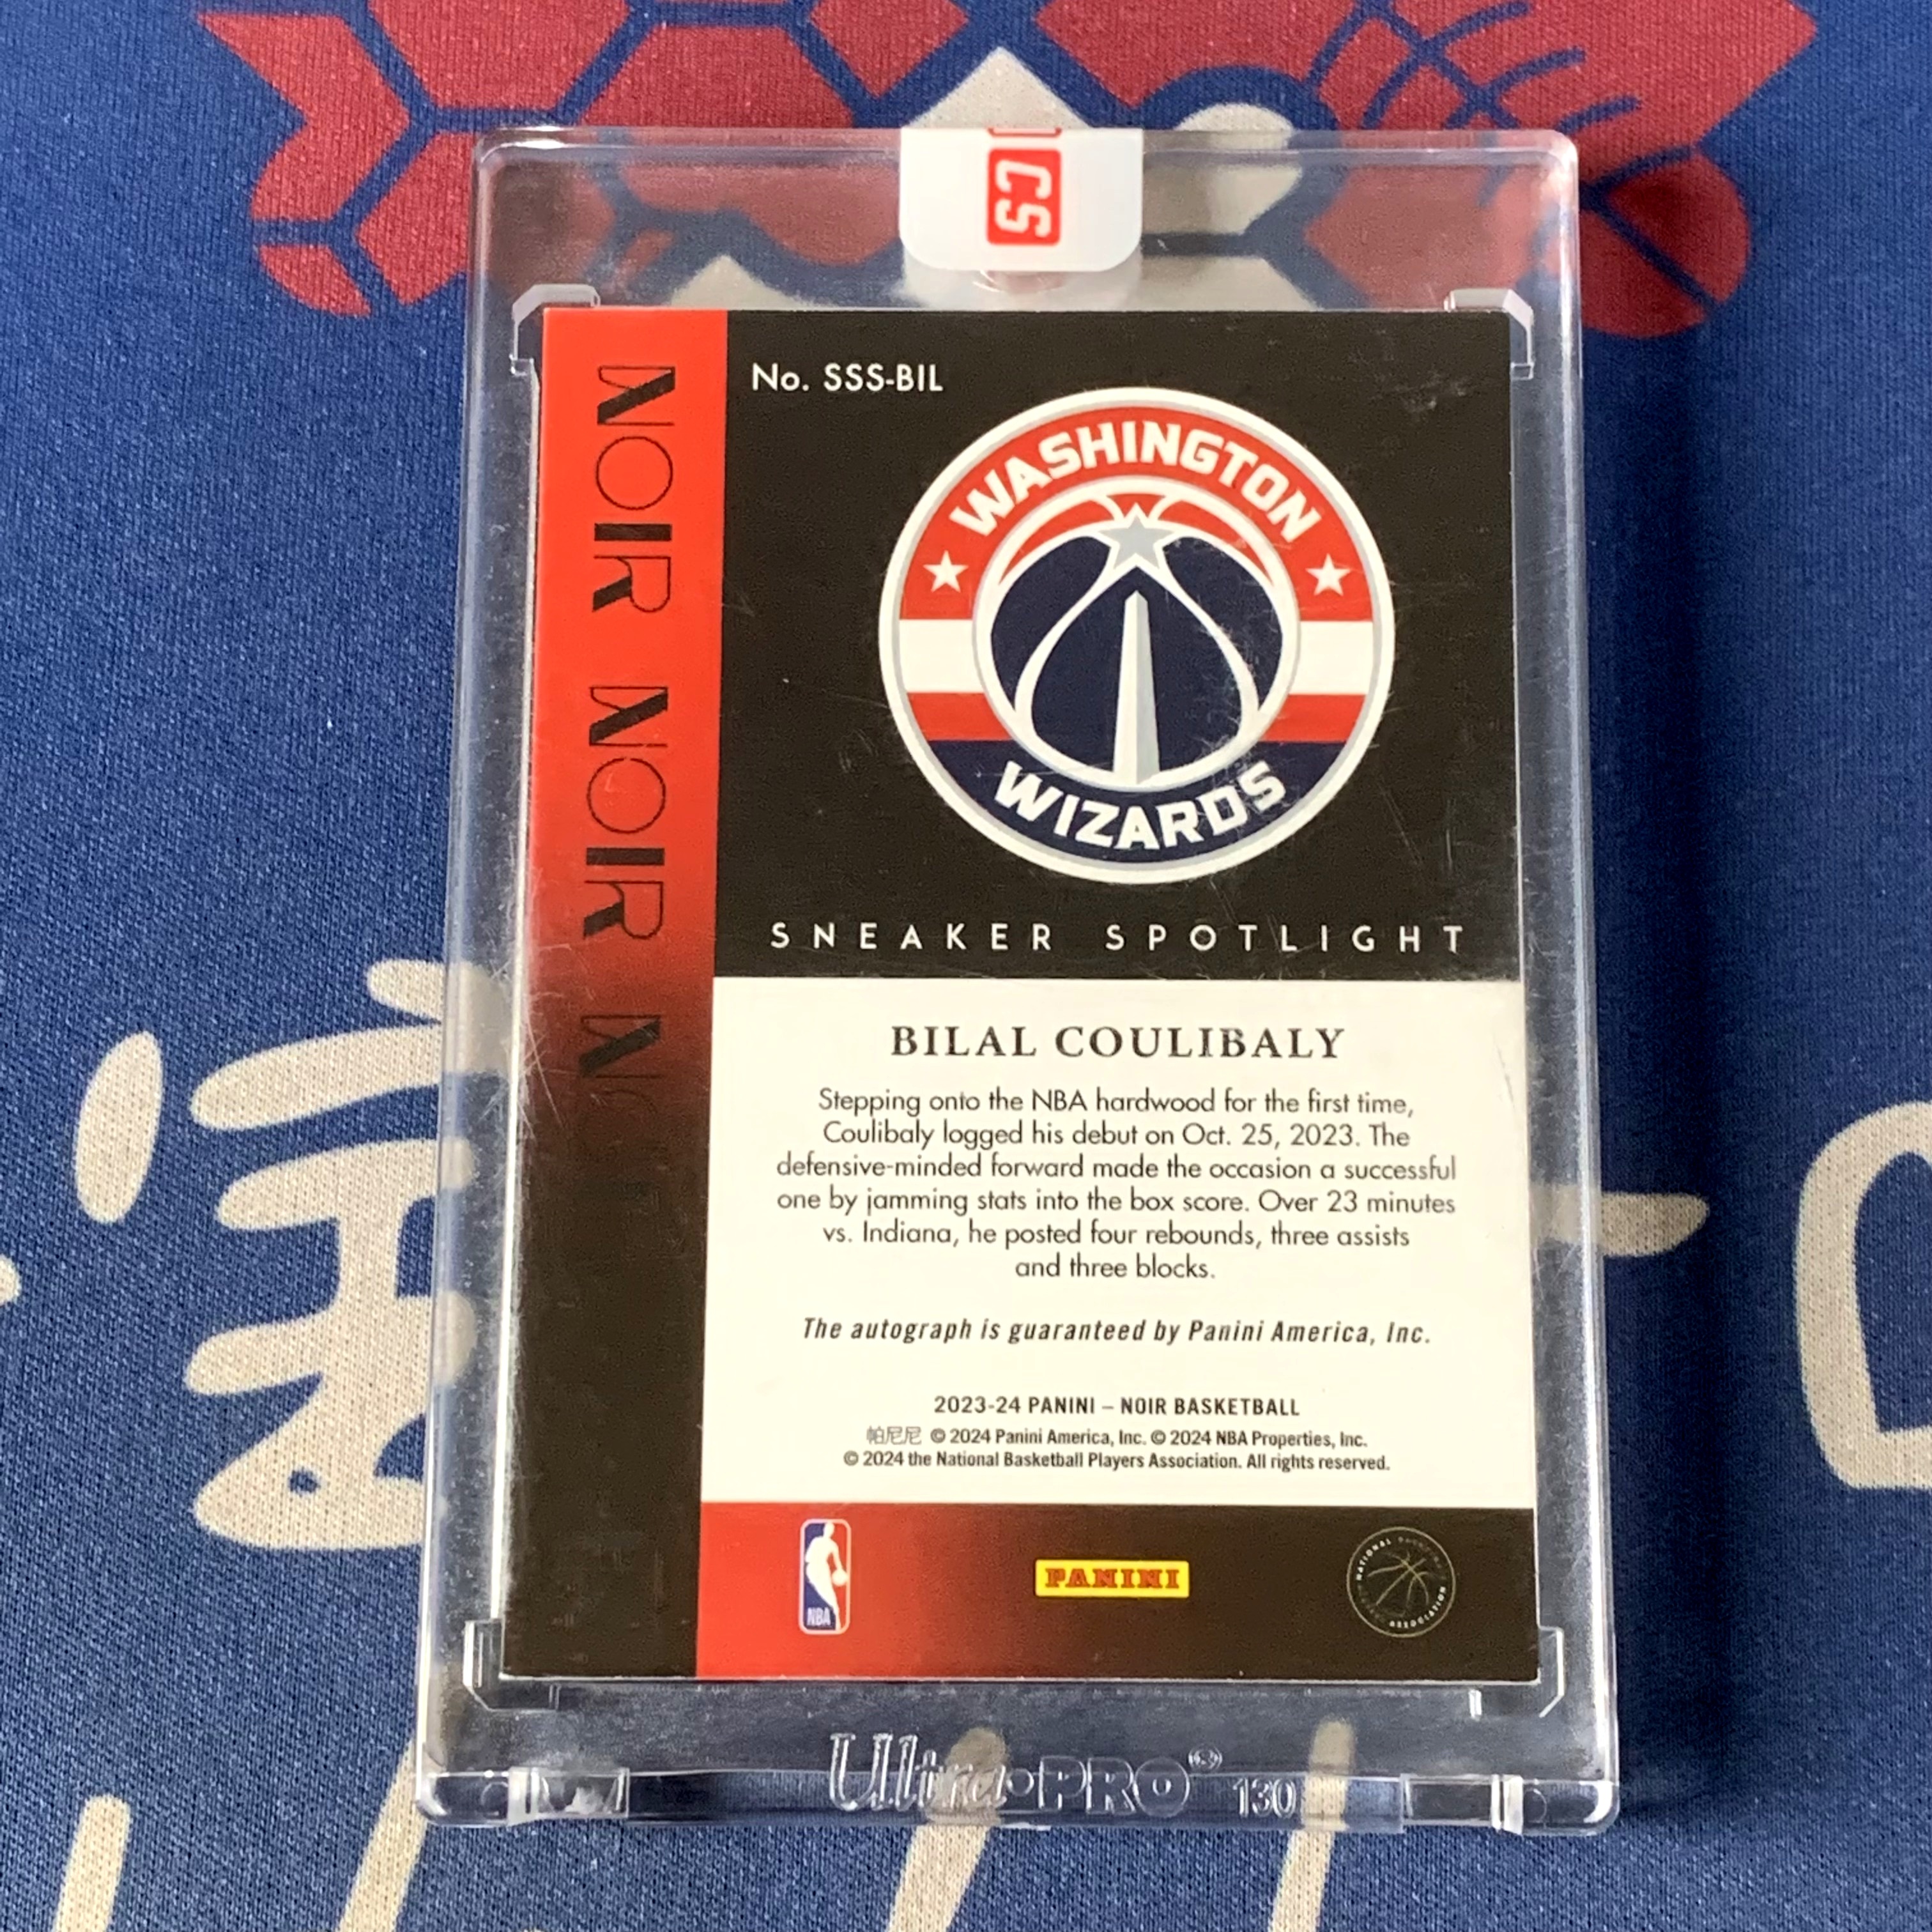 CS
No. SSS-BIL
NOIR NOIR
WASHINGTON
WIZARDS
SNEAKER SPOTLIGHT
BILAL COULIBALY
Stepping onto the NBA hardwood for the first time,
Coulibaly logged his debut on Oct. 25, 2023. The
defensive-minded forward made the occasion a successful
one by jamming stats into the box score. Over 23 minutes
vs. Indiana, he posted four rebounds, three assists
and three blocks.
The autograph is guaranteed by Panini America, Inc.
2023-24 PANINI – NOIR BASKETBALL
帕尼尼 © 2024 Panini America, Inc. © 2024 NBA Properties, Inc.
© 2024 the National Basketball Players Association. All rights reserved.
NBA
PANINI
NATIONAL
ASSOCIATION
Ultra•PRO® 130